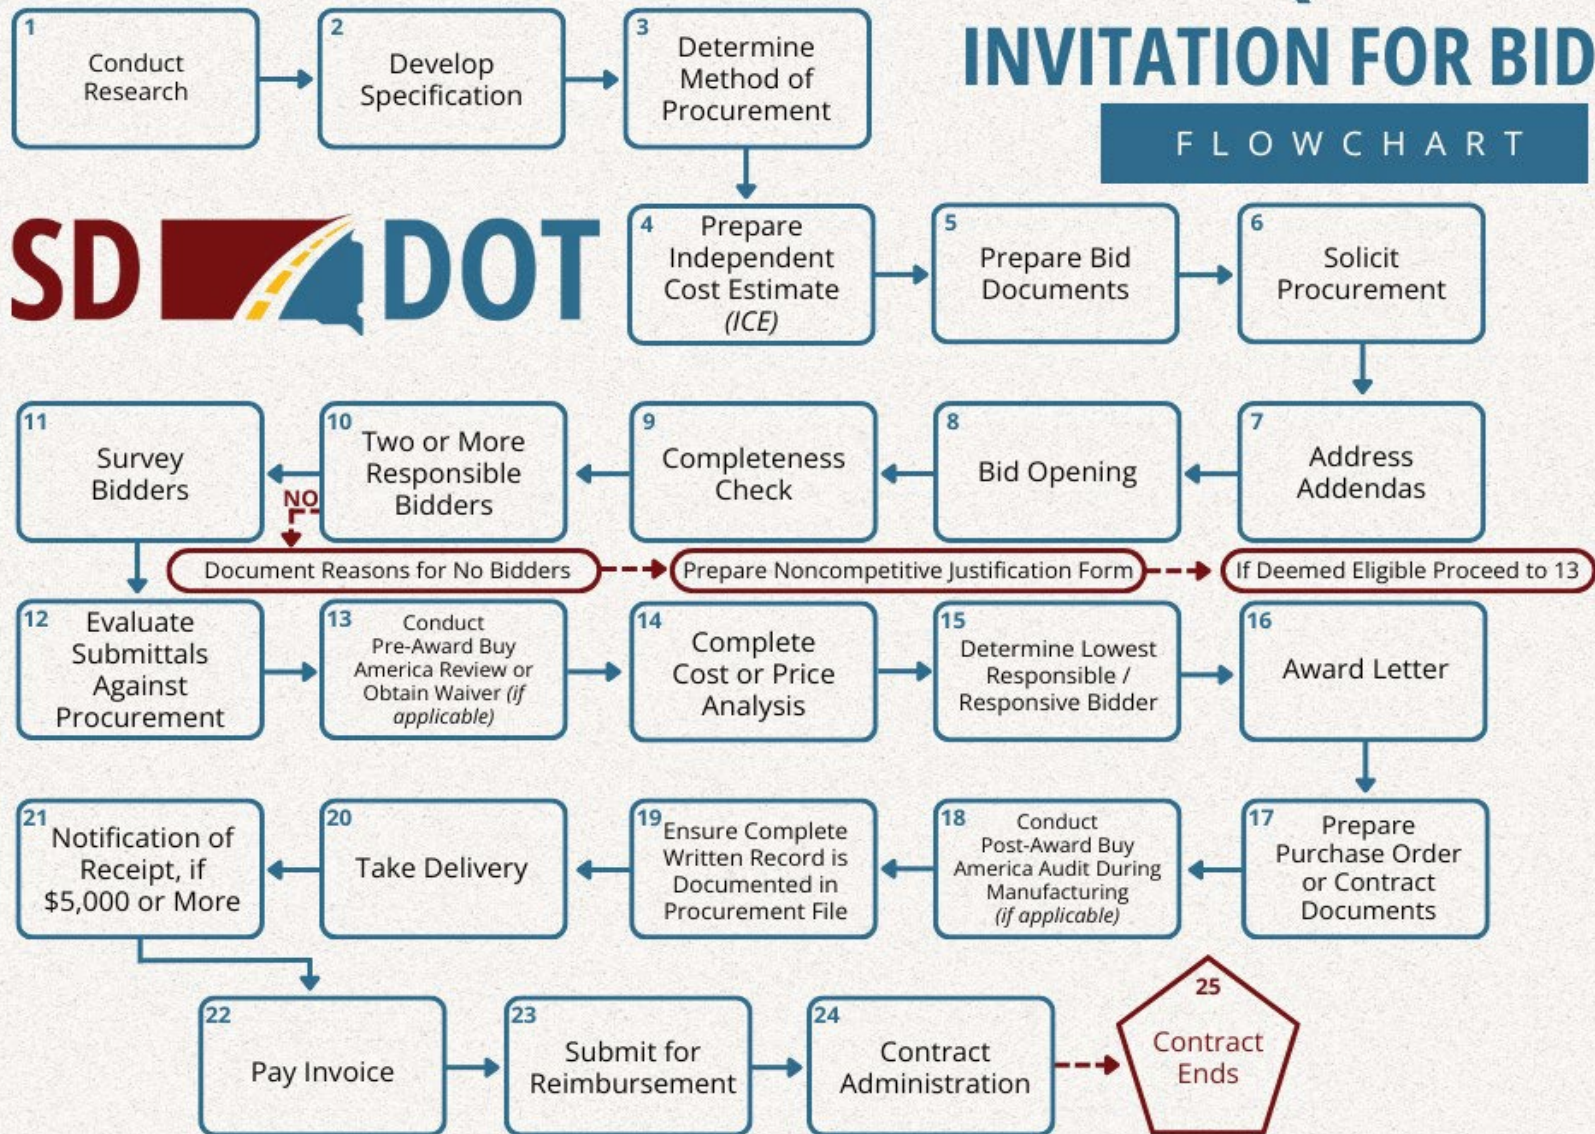 INVITATION FOR BID
FLOWCHART
1
Conduct
Research
2
Develop
Specification
3
Determine
Method of
Procurement
SD DOT
4
Prepare
Independent
Cost Estimate
(ICE)
5
Prepare Bid
Documents
6
Solicit
Procurement
7
Address
Addendas
8
Bid Opening
9
Completeness
Check
10
Two or More
Responsible
Bidders
11
Survey
Bidders
NO
Document Reasons for No Bidders
Prepare Noncompetitive Justification Form
If Deemed Eligible Proceed to 13
12
Evaluate
Submittals
Against
Procurement
13
Conduct
Pre-Award Buy
America Review or
Obtain Waiver (if
applicable)
14
Complete
Cost or Price
Analysis
15
Determine Lowest
Responsible /
Responsive Bidder
16
Award Letter
17
Prepare
Purchase Order
or Contract
Documents
18
Conduct
Post-Award Buy
America Audit During
Manufacturing
(if applicable)
19
Ensure Complete
Written Record is
Documented in
Procurement File
20
Take Delivery
21
Notification of
Receipt, if
$5,000 or More
22
Pay Invoice
23
Submit for
Reimbursement
24
Contract
Administration
25
Contract
Ends